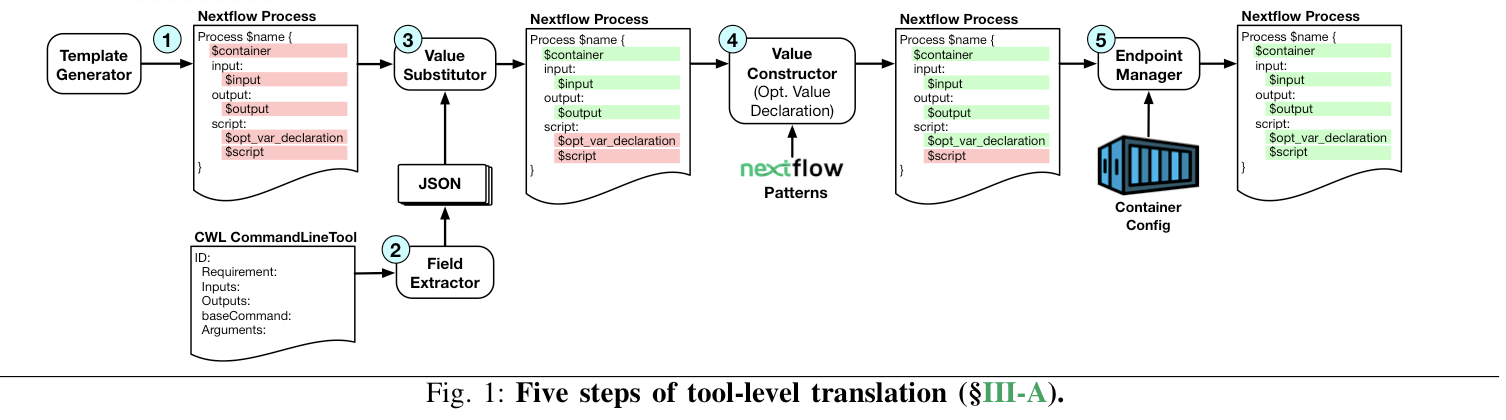 Template
Generator
1
Nextflow Process
Process $name {
$container
input:
$input
output:
$output
script:
$opt_var_declaration
$script
}
CWL CommandLineTool
ID:
Requirement:
Inputs:
Outputs:
baseCommand:
Arguments:
2
Field
Extractor
JSON
3
Value
Substitutor
Nextflow Process
Process $name {
$container
input:
$input
output:
$output
script:
$opt_var_declaration
$script
}
4
Value
Constructor
(Opt. Value
Declaration)
nextflow
Patterns
Nextflow Process
Process $name {
$container
input:
$input
output:
$output
script:
$opt_var_declaration
$script
}
5
Endpoint
Manager
Container
Config
Nextflow Process
Process $name {
$container
input:
$input
output:
$output
script:
$opt_var_declaration
$script
}
Fig. 1: Five steps of tool-level translation (§III-A).